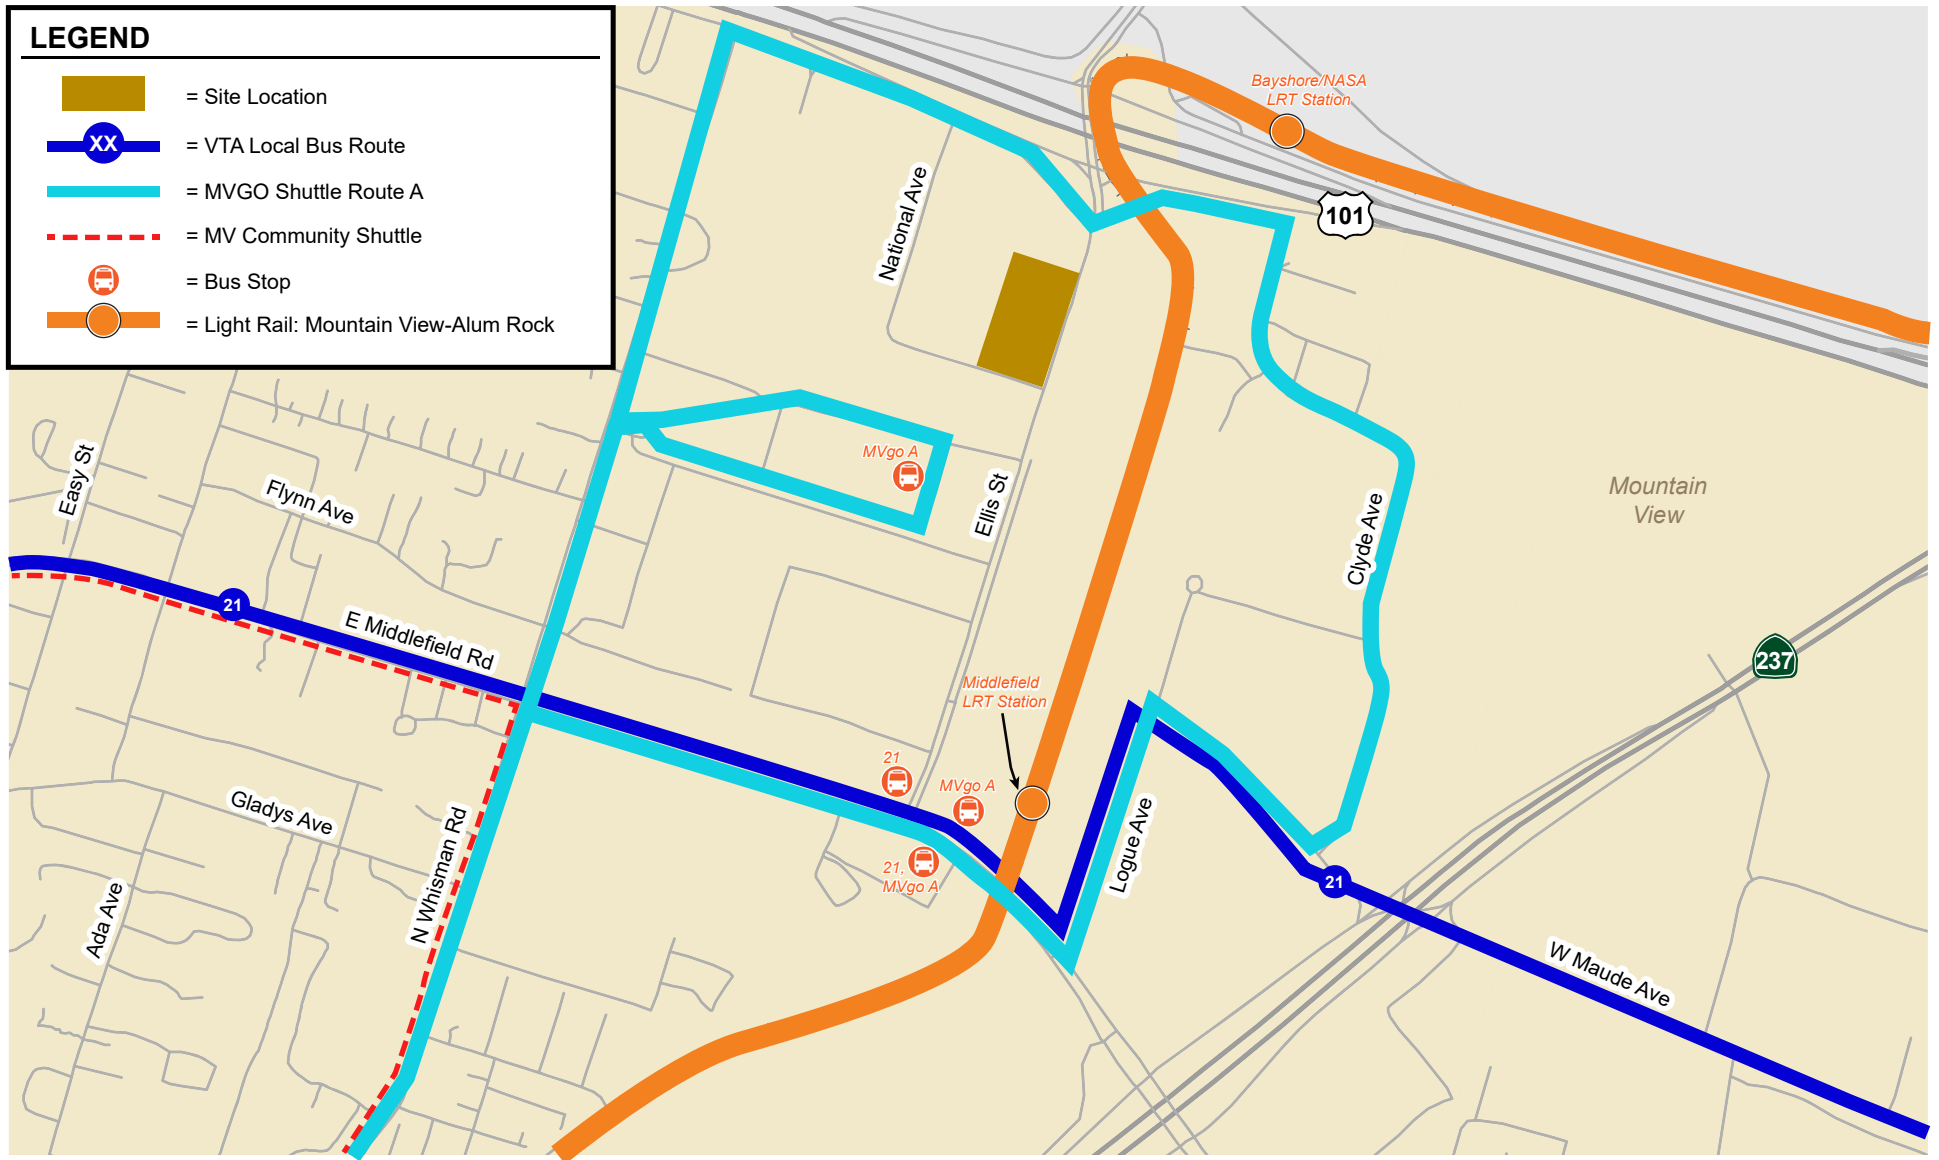 LEGEND
= Site Location
XX
= VTA Local Bus Route
= MVGO Shuttle Route A
= MV Community Shuttle
= Bus Stop
= Light Rail: Mountain View-Alum Rock
Bayshore/NASA
LRT Station
101
National Ave
MVgo A
Easy St
Flynn Ave
Ellis St
Clyde Ave
Mountain
View
21
E Middlefield Rd
237
Middlefield
LRT Station
21
MVgo A
Gladys Ave
N Whisman Rd
Logue Ave
21,
MVgo A
21
Ada Ave
W Maude Ave